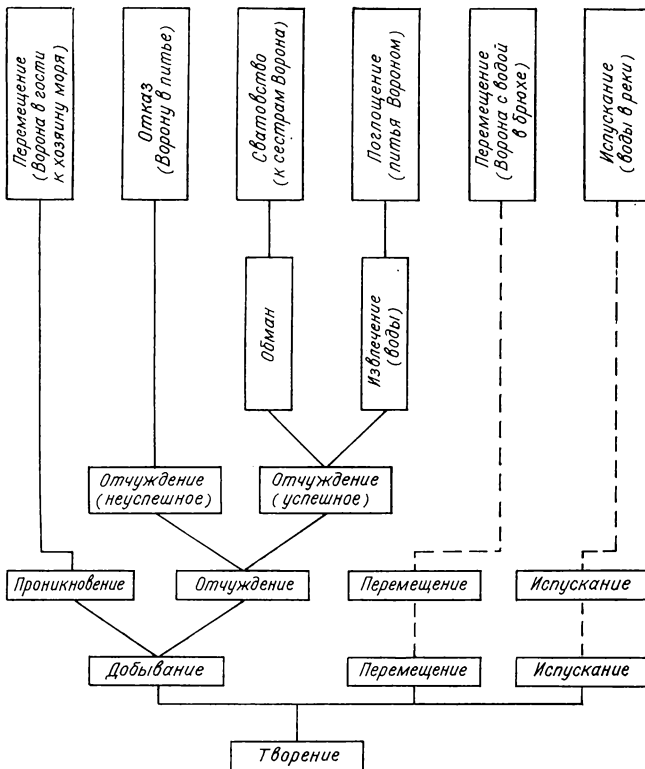 Перемещение
(Ворона в гости
к хозяину моря)
Отказ
(Ворону в питье)
Сватовство
(к сестрам Ворона)
Поглощение
(питья Вороном)
Перемещение
(Ворона с водой
в брюхе)
Испускание
(воды в реки)
Обман
Извлечение
(воды)
Отчуждение
(неуспешное)
Отчуждение
(успешное)
Проникновение
Отчуждение
Перемещение
Испускание
Добывание
Перемещение
Испускание
Творение